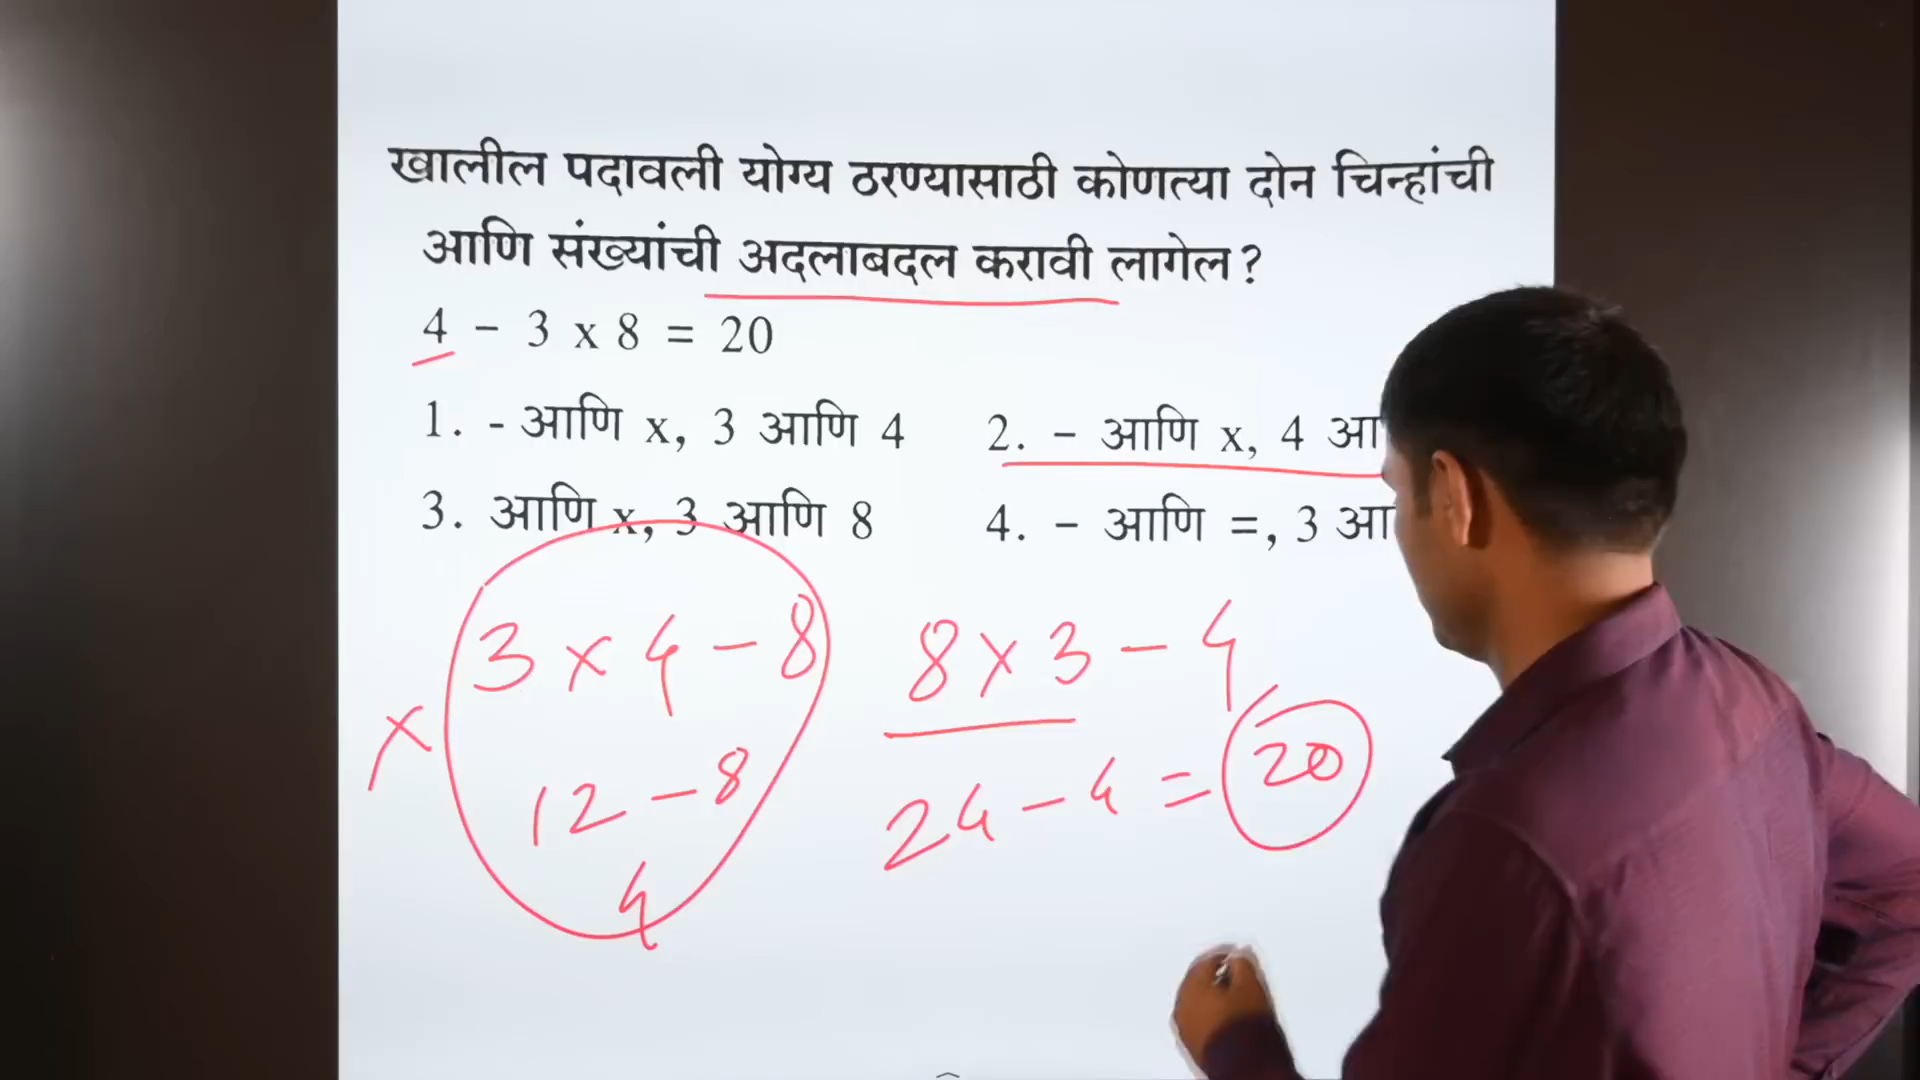 खालील पदावली योग्य ठरण्यासाठी कोणत्या दोन चिन्हांची
आणि संख्यांची अदलाबदल करावी लागेल?
4 - 3 x 8 = 20
1. - आणि x, 3 आणि 4
2. - आणि x, 4
3. आणि x, 3 आणि 8
4. - आणि =, 3
3 x 4 - 8
12 - 8
4
x
8 x 3 - 4
24 - 4 = 20